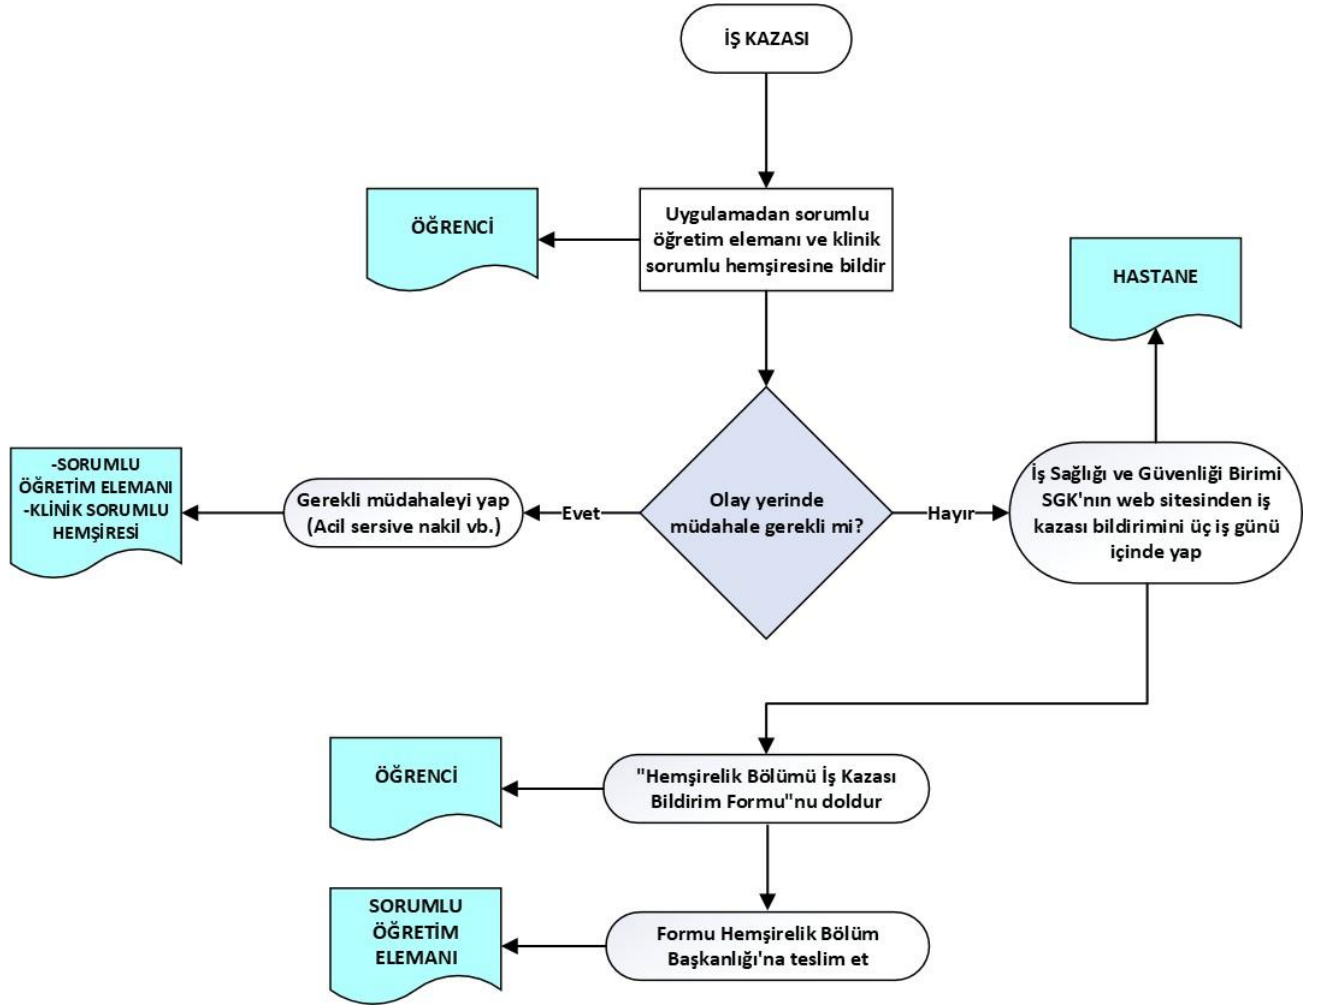 İŞ KAZASI
ÖĞRENCİ
Uygulamadan sorumlu
öğretim elemanı ve klinik
sorumlu hemşiresine bildir
HASTANE
-SORUMLU
ÖĞRETİM ELEMANI
-KLİNİK SORUMLU
HEMŞİRESİ
Gerekli müdahaleyi yap
(Acil sersive nakil vb.)
Evet
Olay yerinde
müdahale gerekli mi?
Hayır
İş Sağlığı ve Güvenliği Birimi
SGK'nın web sitesinden iş
kazası bildirimini üç iş günü
içinde yap
ÖĞRENCİ
"Hemşirelik Bölümü İş Kazası
Bildirim Formu"nu doldur
SORUMLU
ÖĞRETİM
ELEMANI
Formu Hemşirelik Bölüm
Başkanlığı'na teslim et